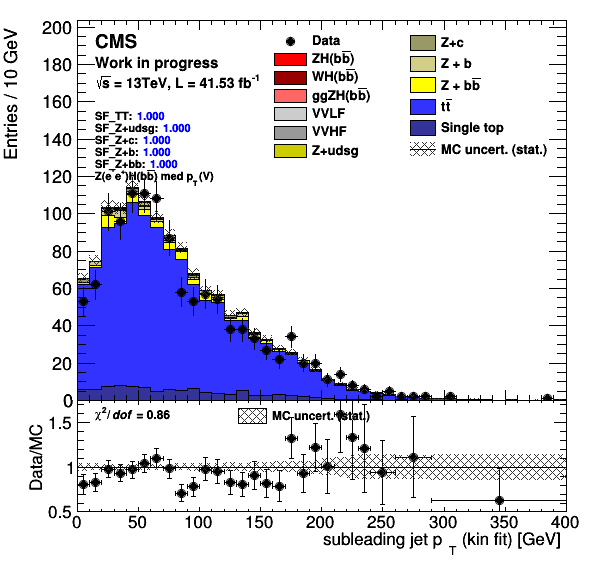 CMS
Work in progress
√s = 13TeV, L = 41.53 fb⁻¹
SF_TT: 1.000
SF_Z+udsg: 1.000
SF_Z+c: 1.000
SF_Z+b: 1.000
SF_Z+bb: 1.000
Z(e⁻e⁺)H(bb̅) med p_T(V)
Data
ZH(bb̅)
WH(bb̅)
ggZH(bb̅)
VVLF
VVHF
Z+udsg
Z+c
Z + b
Z + bb̅
tt̅
Single top
MC uncert. (stat.)
Entries / 10 GeV
200
180
160
140
120
100
80
60
40
20
0
χ²/dof = 0.86
MC uncert. (stat.)
Data/MC
1.5
1
0.5
0 50 100 150 200 250 300 350 400
subleading jet p_T (kin fit) [GeV]